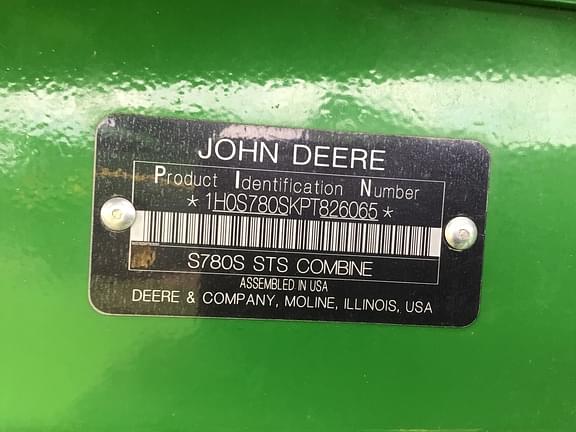 JOHN DEERE
Product Identification Number
*1H0S780SKPT826065*
S780S STS COMBINE
ASSEMBLED IN USA
DEERE & COMPANY, MOLINE, ILLINOIS, USA